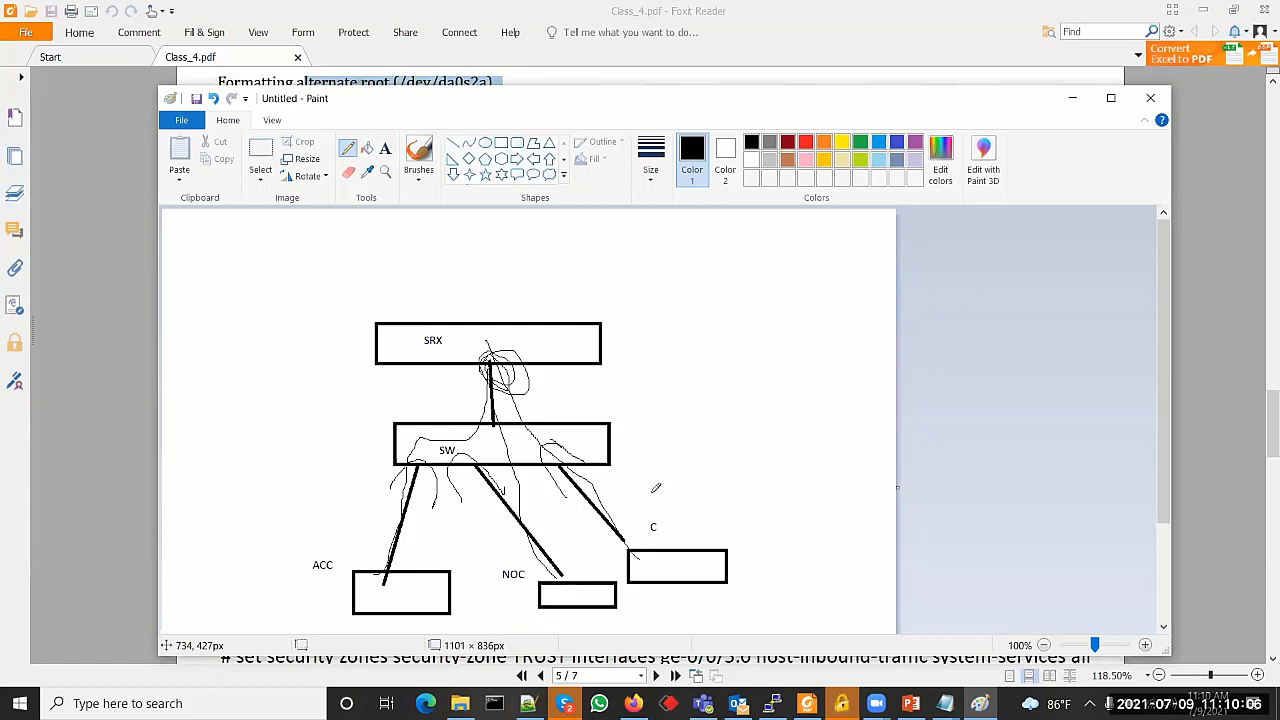 Class_4.pdf - Foxit Reader
File Home Comment Fill & Sign View Form Protect Share Connect Help Tell me what you want to do... Find
Start Class_4.pdf Convert Excel to PDF
Formatting alternate root (/dev/da0s2a)
Untitled - Paint
File Home View
Paste Cut Copy Select Crop Resize Rotate Brushes Outline Fill Size Color 1 Color 2 Edit colors Edit with Paint 3D
Clipboard Image Tools Shapes Colors
SRX
SW
C
ACC
NOC
734, 427px 1101 × 836px 100%
# set security zones security-zone TRUST interfaces ge-0/0/3.0 host-inbound-traffic system-services all
5 / 7 118.50%
Type here to search 86°F 11:10 AM
2021-07-09 11:10:06